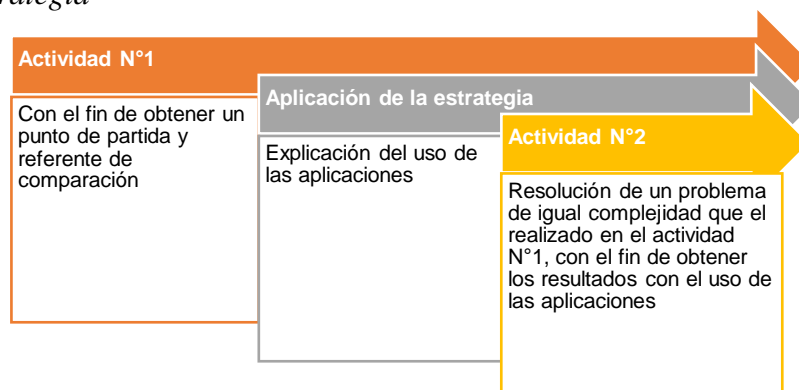 Actividad N°1
Con el fin de obtener un
punto de partida y
referente de
comparación
Aplicación de la estrategia
Explicación del uso de
las aplicaciones
Actividad N°2
Resolución de un problema
de igual complejidad que el
realizado en el actividad
N°1, con el fin de obtener
los resultados con el uso de
las aplicaciones